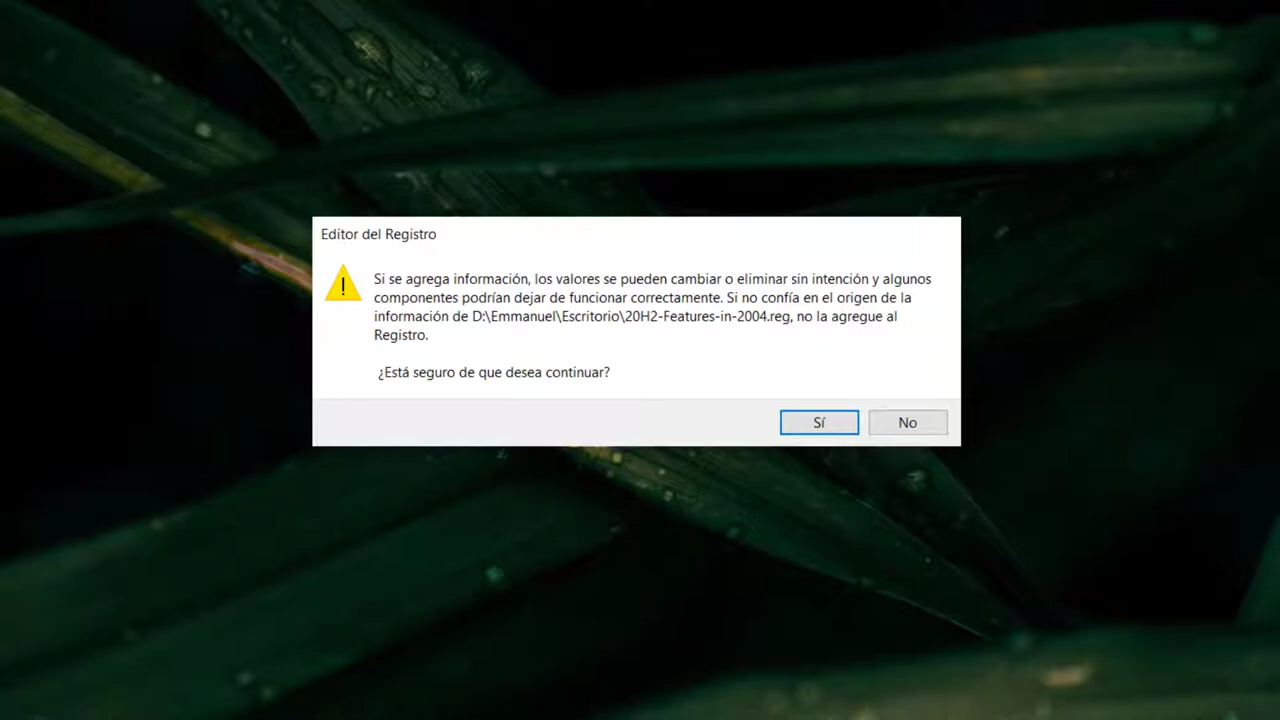 Editor del Registro
Si se agrega información, los valores se pueden cambiar o eliminar sin intención y algunos
componentes podrían dejar de funcionar correctamente. Si no confía en el origen de la
información de D:\Emmanuel\Escritorio\20H2-Features-in-2004.reg, no la agregue al
Registro.
¿Está seguro de que desea continuar?
Sí No